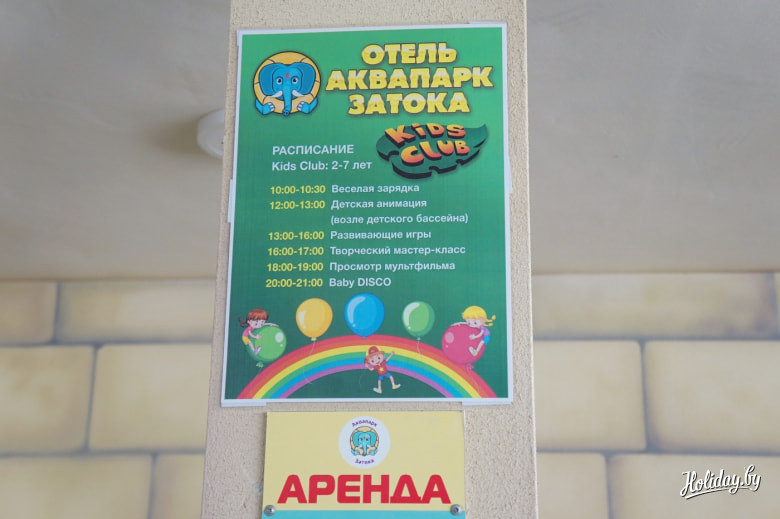 ОТЕЛЬ
АКВАПАРК
ЗАТОКА
KIDS
CLUB
РАСПИСАНИЕ
Kids Club: 2-7 лет
10:00-10:30 Веселая зарядка
12:00-13:00 Детская анимация
(возле детского бассейна)
13:00-16:00 Развивающие игры
16:00-17:00 Творческий мастер-класс
18:00-19:00 Просмотр мультфильма
20:00-21:00 Baby DISCO
Аквапарк
Затока
АРЕНДА
Holiday.by